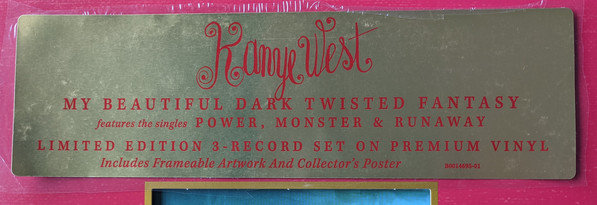 Kanye West
MY BEAUTIFUL DARK TWISTED FANTASY
features the singles POWER, MONSTER & RUNAWAY
LIMITED EDITION 3-RECORD SET ON PREMIUM VINYL
Includes Frameable Artwork And Collector's Poster B0014695-01